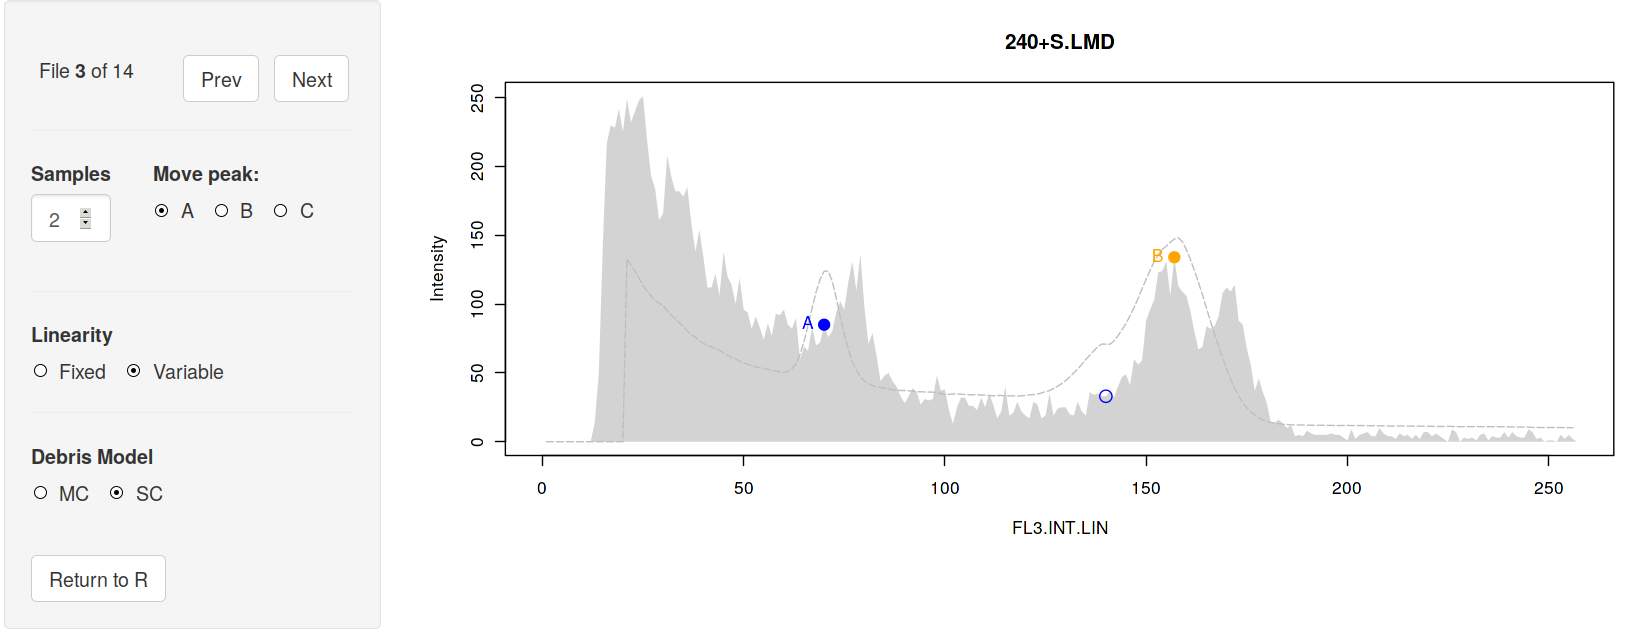 File 3 of 14
Prev
Next
Samples
Move peak:
2
A
B
C
Linearity
Fixed
Variable
Debris Model
MC
SC
Return to R
240+S.LMD
Intensity
250
200
150
100
50
0
A
B
0
50
100
150
200
250
FL3.INT.LIN